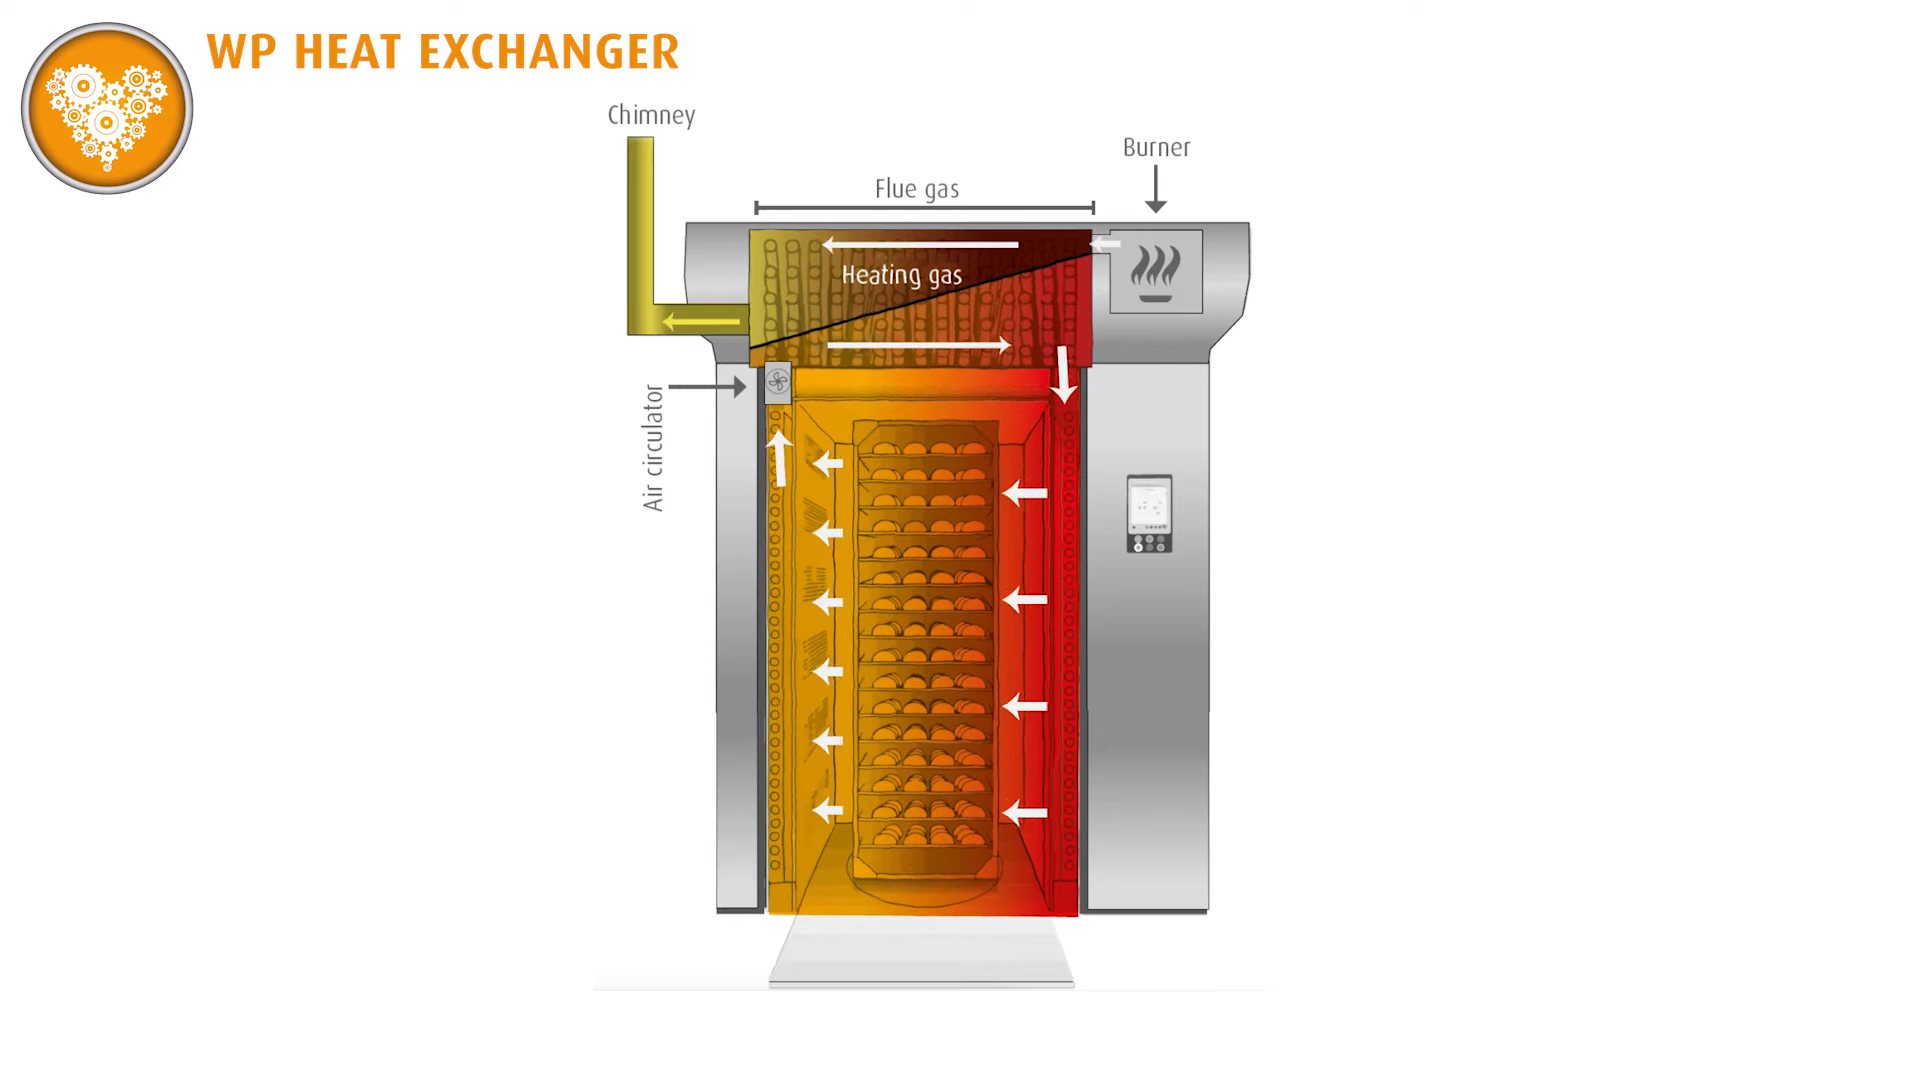 WP HEAT EXCHANGER
Chimney
Burner
Flue gas
Heating gas
Air circulator